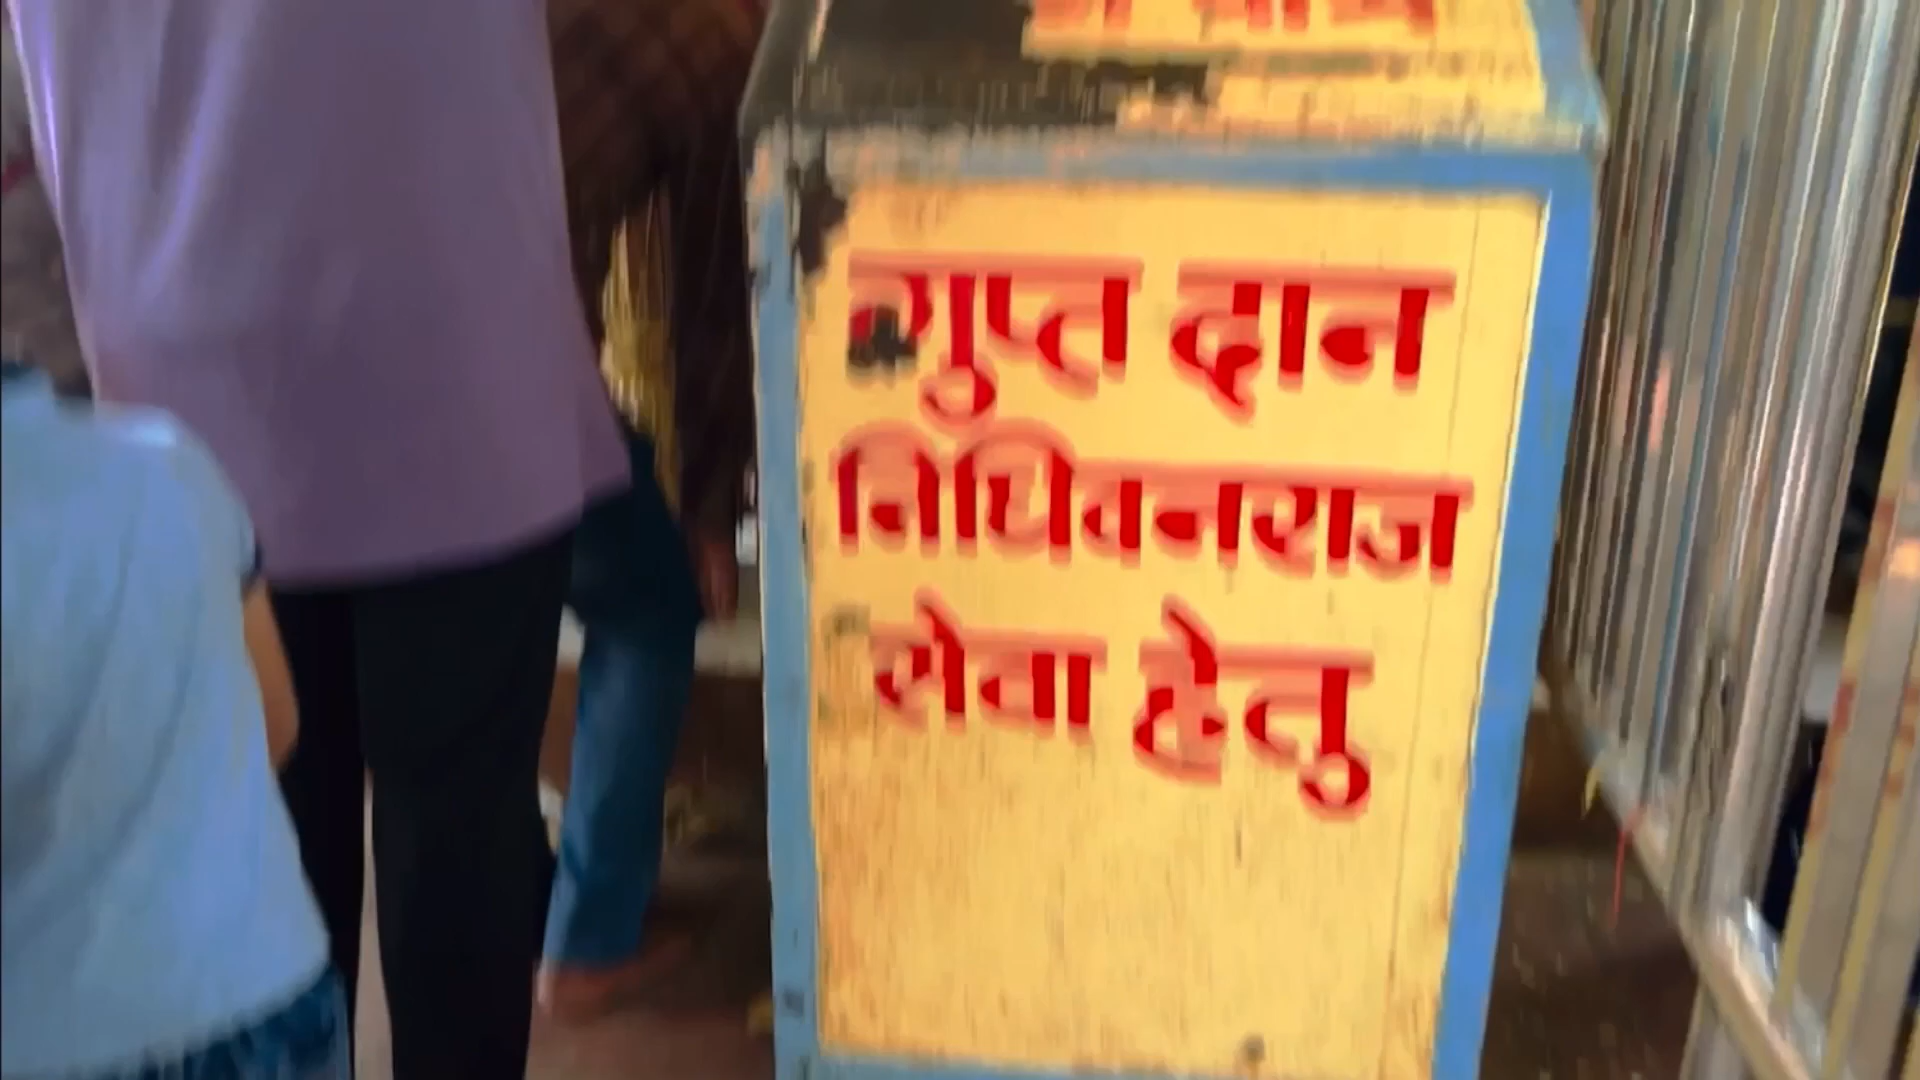 गुप्त दान
निधिवनराज
सेवा हेतु